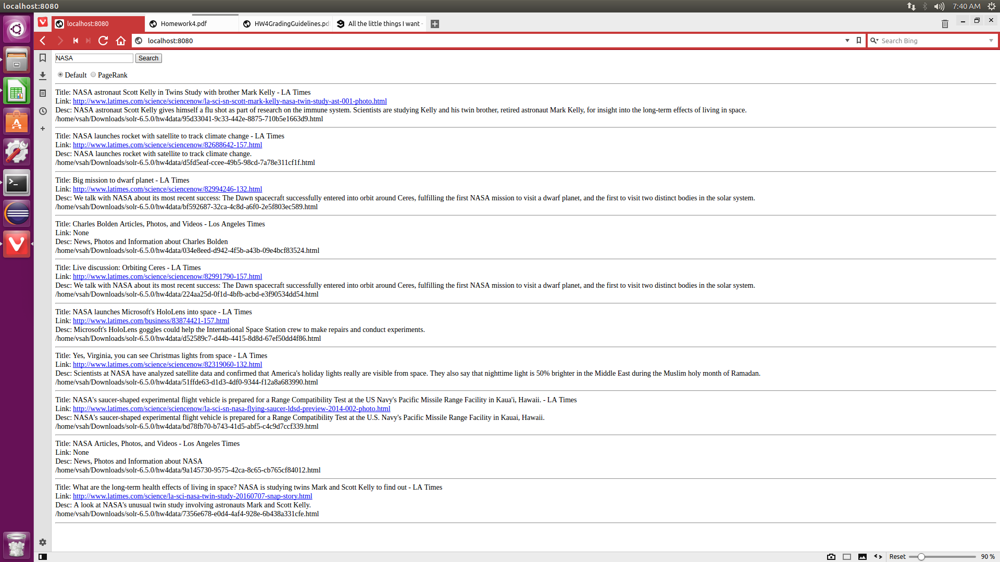 localhost:8080
7:40 AM
localhost:8080
Homework4.pdf
HW4GradingGuidelines.pd
All the little things I want
localhost:8080
Search Bing
NASA
Search
Default PageRank
Title: NASA astronaut Scott Kelly in Twins Study with brother Mark Kelly - LA Times
Link: http://www.latimes.com/science/sciencenow/la-sci-sn-scott-mark-kelly-nasa-twin-study-ast-001-photo.html
Desc: NASA astronaut Scott Kelly gives himself a flu shot as part of research on the immune system. Scientists are studying Kelly and his twin brother, retired astronaut Mark Kelly, for insight into the long-term effects of living in space.
/home/vsah/Downloads/solr-6.5.0/hw4data/95d33041-9c33-442e-8875-710b5e1663d9.html
Title: NASA launches rocket with satellite to track climate change - LA Times
Link: http://www.latimes.com/science/sciencenow/82688642-157.html
Desc: NASA launches rocket with satellite to track climate change.
/home/vsah/Downloads/solr-6.5.0/hw4data/d5fd5eaf-ccee-49b5-98cd-7a78e311cf1f.html
Title: Big mission to dwarf planet - LA Times
Link: http://www.latimes.com/science/sciencenow/82994246-132.html
Desc: We talk with NASA about its most recent success: The Dawn spacecraft successfully entered into orbit around Ceres, fulfilling the first NASA mission to visit a dwarf planet, and the first to visit two distinct bodies in the solar system.
/home/vsah/Downloads/solr-6.5.0/hw4data/bf592687-32ca-4c8d-a6f0-2e5f803ec589.html
Title: Charles Bolden Articles, Photos, and Videos - Los Angeles Times
Link: None
Desc: News, Photos and Information about Charles Bolden
/home/vsah/Downloads/solr-6.5.0/hw4data/034e8eed-d942-4f5b-a43b-09e4bcf83524.html
Title: Live discussion: Orbiting Ceres - LA Times
Link: http://www.latimes.com/science/sciencenow/82991790-157.html
Desc: We talk with NASA about its most recent success: The Dawn spacecraft successfully entered into orbit around Ceres, fulfilling the first NASA mission to visit a dwarf planet, and the first to visit two distinct bodies in the solar system.
/home/vsah/Downloads/solr-6.5.0/hw4data/224aa25d-0f1d-4bfb-acbd-e3f90534dd54.html
Title: NASA launches Microsoft's HoloLens into space - LA Times
Link: http://www.latimes.com/business/83874421-157.html
Desc: Microsoft's HoloLens goggles could help the International Space Station crew to make repairs and conduct experiments.
/home/vsah/Downloads/solr-6.5.0/hw4data/d52589c7-d44b-4415-8d8d-67ef50dd4f86.html
Title: Yes, Virginia, you can see Christmas lights from space - LA Times
Link: http://www.latimes.com/science/sciencenow/82319060-132.html
Desc: Scientists at NASA have analyzed satellite data and confirmed that America's holiday lights really are visible from space. They also say that nighttime light is 50% brighter in the Middle East during the Muslim holy month of Ramadan.
/home/vsah/Downloads/solr-6.5.0/hw4data/51ffde63-d1d3-4df0-9344-f12a8a683990.html
Title: NASA's saucer-shaped experimental flight vehicle is prepared for a Range Compatibility Test at the US Navy's Pacific Missile Range Facility in Kaua'i, Hawaii. - LA Times
Link: http://www.latimes.com/science/sciencenow/la-sci-sn-nasa-flying-saucer-ldsd-preview-2014-002-photo.html
Desc: NASA's saucer-shaped experimental flight vehicle is prepared for a Range Compatibility Test at the U.S. Navy's Pacific Missile Range Facility in Kauai, Hawaii.
/home/vsah/Downloads/solr-6.5.0/hw4data/bd78fb70-b743-41d5-abf5-c4c9d7ccf339.html
Title: NASA Articles, Photos, and Videos - Los Angeles Times
Link: None
Desc: News, Photos and Information about NASA
/home/vsah/Downloads/solr-6.5.0/hw4data/9a145730-9575-42ca-8c65-cb765cf84012.html
Title: What are the long-term health effects of living in space? NASA is studying twins Mark and Scott Kelly to find out - LA Times
Link: http://www.latimes.com/science/la-sci-nasa-twin-study-20160707-snap-story.html
Desc: A look at NASA's unusual twin study involving astronauts Mark and Scott Kelly.
/home/vsah/Downloads/solr-6.5.0/hw4data/7356e678-e0d4-4af4-928e-6b438a331cfe.html
Reset
90 %